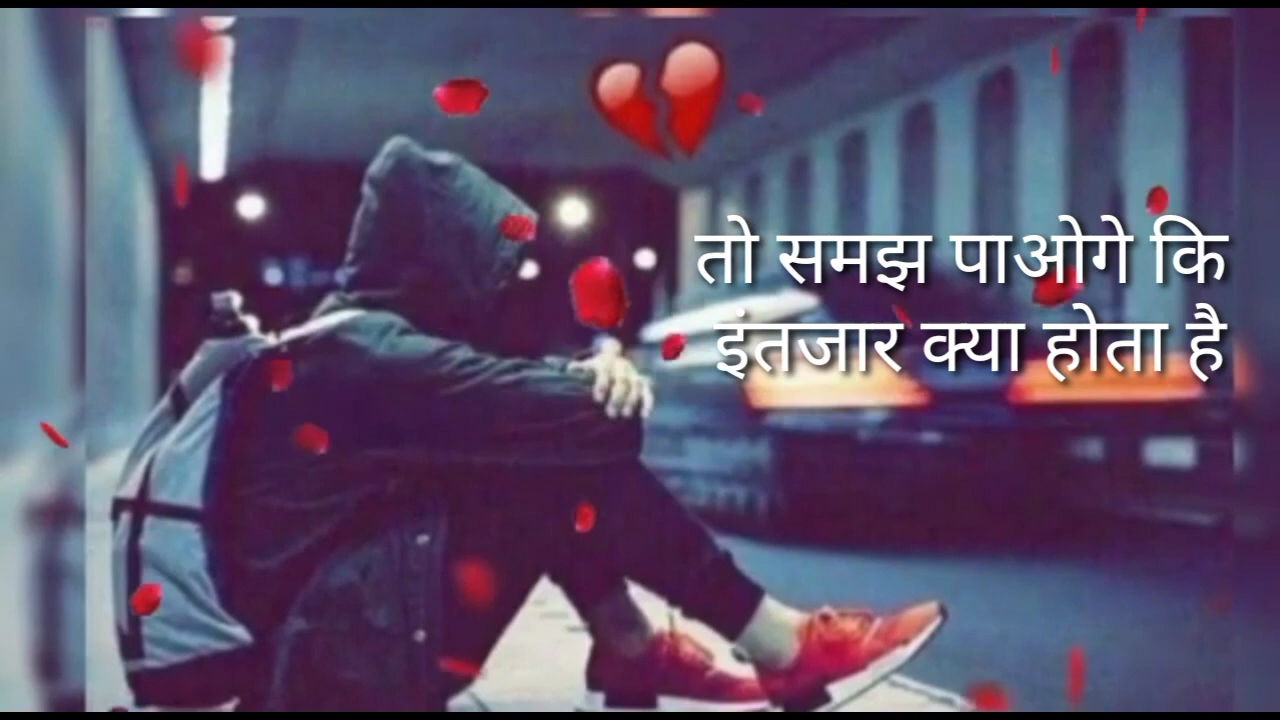 तो समझ पाओगे कि
इंतजार क्या होता है